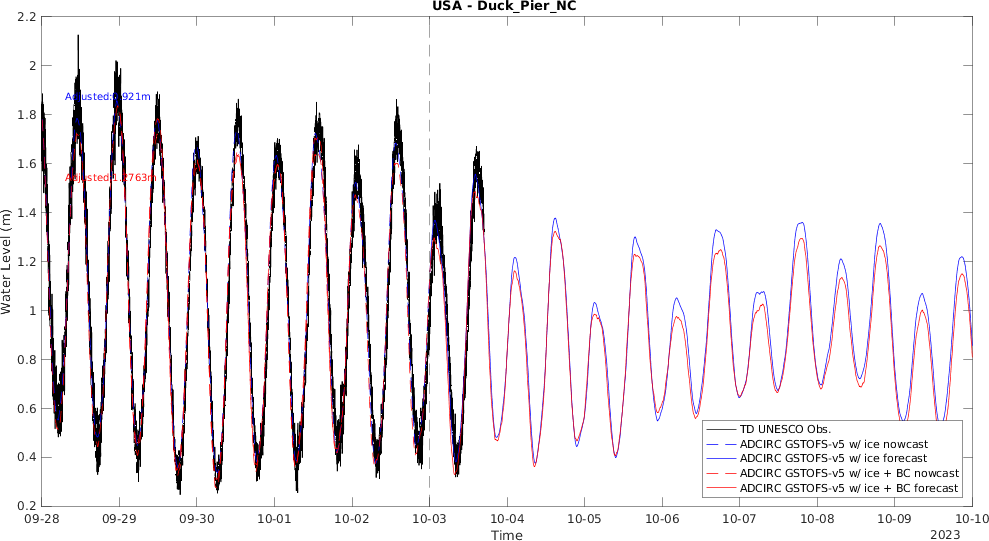 USA - Duck_Pier_NC
2.2
2
1.8
1.6
1.4
1.2
1
0.8
0.6
0.4
0.2
Water Level (m)
Adjusted: 921m
Adjusted:1.2763m
TD UNESCO Obs.
ADCIRC GSTOFS-v5 w/ ice nowcast
ADCIRC GSTOFS-v5 w/ ice forecast
ADCIRC GSTOFS-v5 w/ ice + BC nowcast
ADCIRC GSTOFS-v5 w/ ice + BC forecast
09-28 09-29 09-30 10-01 10-02 10-03 10-04 10-05 10-06 10-07 10-08 10-09 10-10
Time
2023